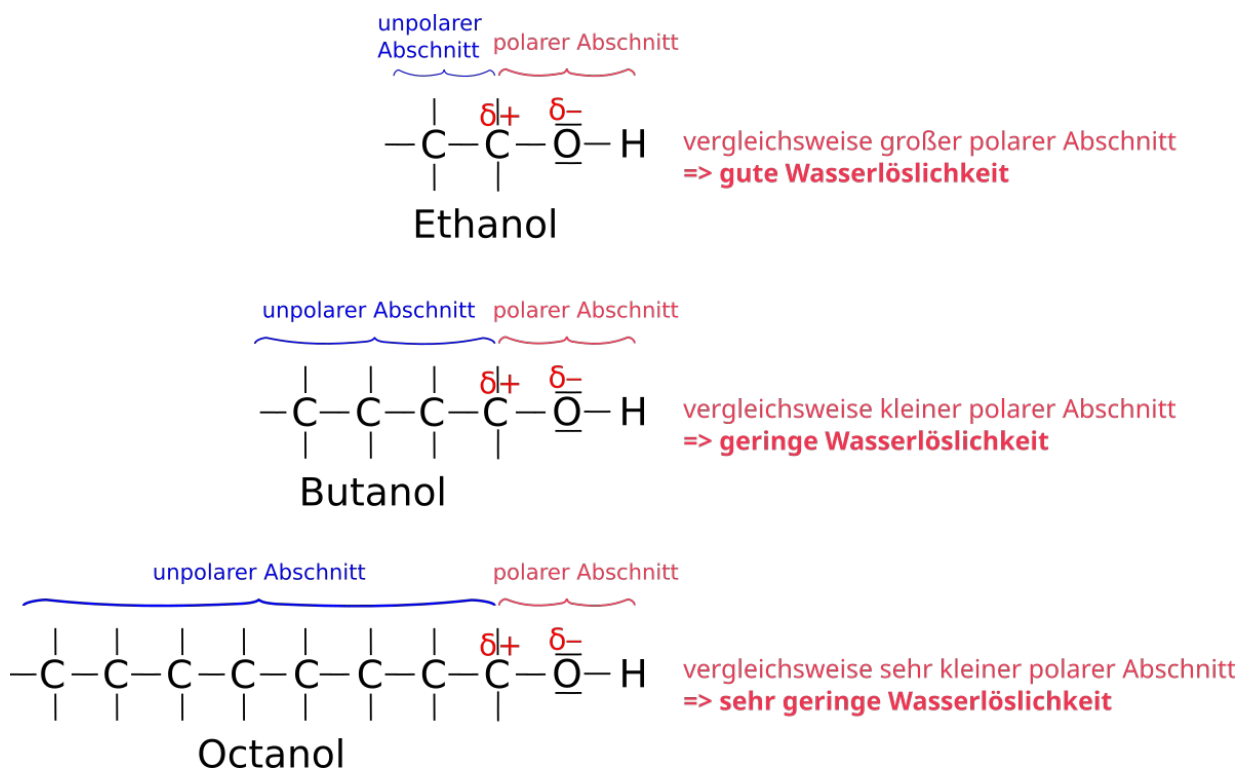 unpolarer
Abschnitt
polarer Abschnitt
δ+ δ–
C C O H
vergleichsweise großer polarer Abschnitt
=> gute Wasserlöslichkeit
Ethanol
unpolarer Abschnitt polarer Abschnitt
δ+ δ–
C C C C O H
vergleichsweise kleiner polarer Abschnitt
=> geringe Wasserlöslichkeit
Butanol
unpolarer Abschnitt polarer Abschnitt
δ+ δ–
C C C C C C C C O H
vergleichsweise sehr kleiner polarer Abschnitt
=> sehr geringe Wasserlöslichkeit
Octanol